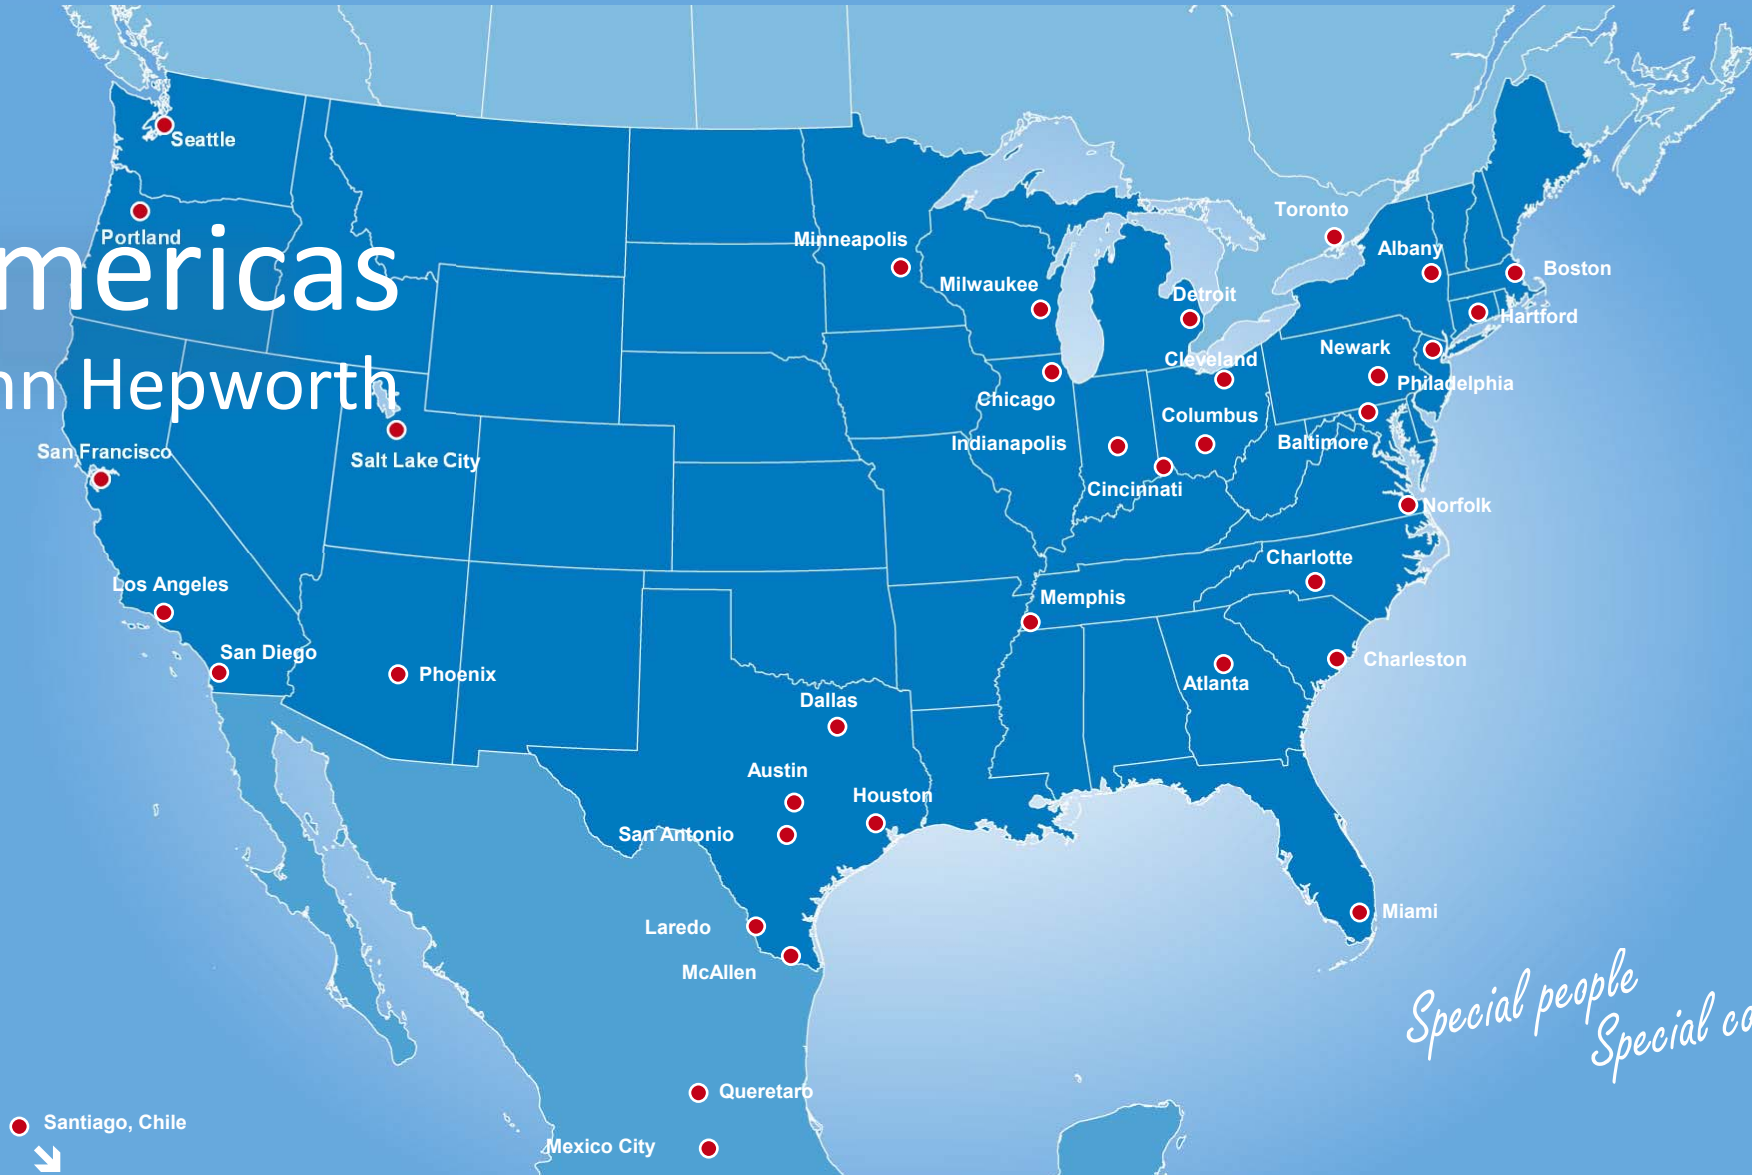 Seattle
Toronto
Portland
Minneapolis
Albany
mericas
Boston
Milwaukee
Detroit
Hartford
Newark
Cleveland
nn Hepworth
Philadelphia
Chicago
Columbus
Indianapolis
Baltimore
San Francisco
Salt Lake City
Cincinnati
Norfolk
Charlotte
Los Angeles
Memphis
San Diego
Phoenix
Charleston
Atlanta
Dallas
Austin
Houston
San Antonio
Miami
Laredo
McAllen
Special people
Special co
Queretaro
Santiago, Chile
Mexico City